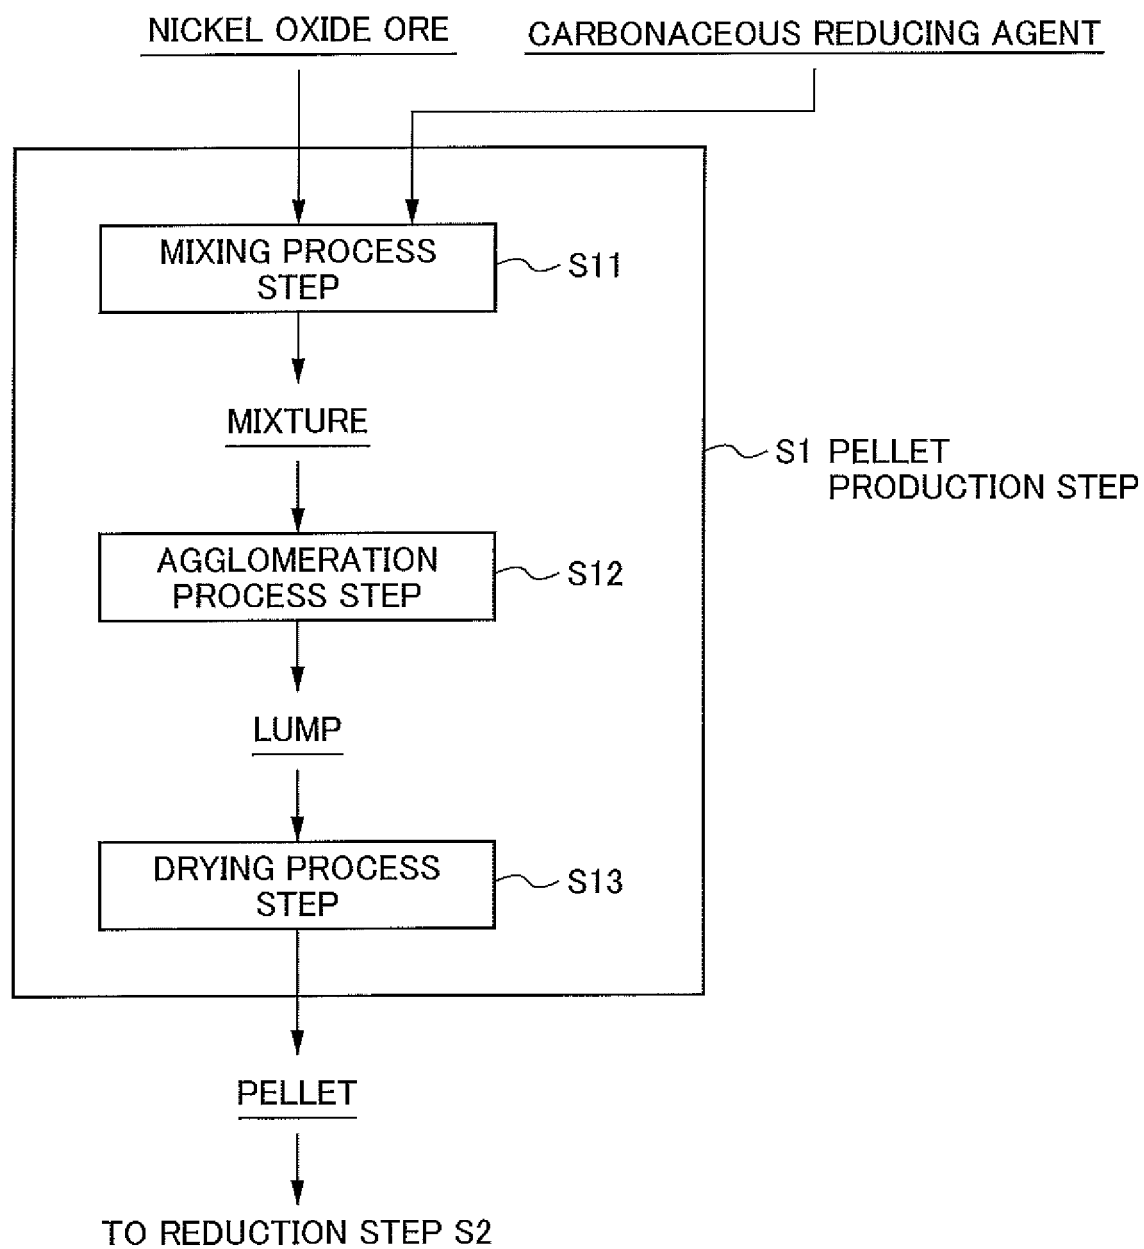 NICKEL OXIDE ORE
CARBONACEOUS REDUCING AGENT
MIXING PROCESS
STEP
S11
MIXTURE
S1 PELLET
PRODUCTION STEP
AGGLOMERATION
PROCESS STEP
S12
LUMP
DRYING PROCESS
STEP
S13
PELLET
TO REDUCTION STEP S2